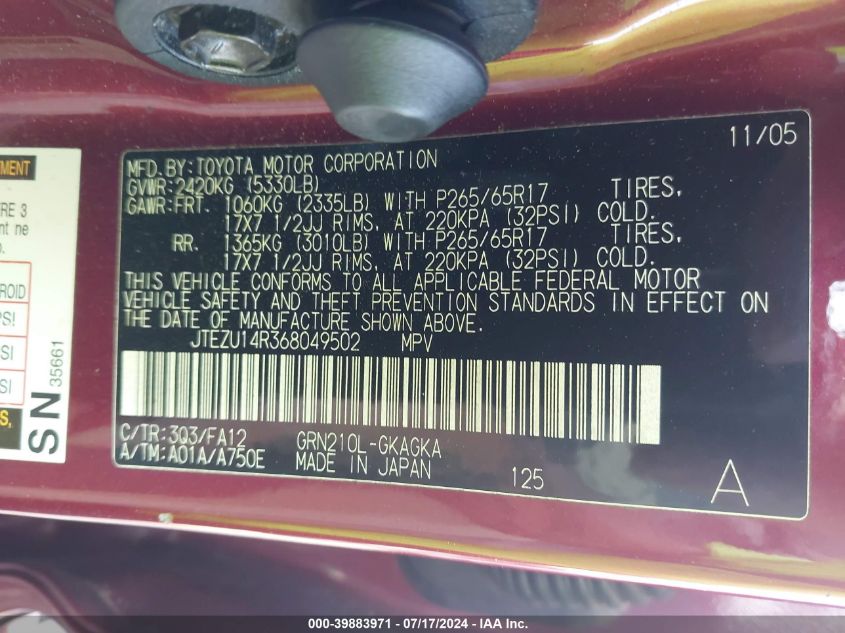 11/05
MFD.BY:TOYOTA MOTOR CORPORATION
GVWR:2420KG (5330LB)
GAWR:FRT. 1060KG (2335LB) WITH P265/65R17 TIRES,
17X7 1/2JJ RIMS, AT 220KPA (32PSI) COLD.
RR. 1365KG (3010LB) WITH P265/65R17 TIRES,
17X7 1/2JJ RIMS, AT 220KPA (32PSI) COLD.
THIS VEHICLE CONFORMS TO ALL APPLICABLE FEDERAL MOTOR
VEHICLE SAFETY AND THEFT PREVENTION STANDARDS IN EFFECT ON
THE DATE OF MANUFACTURE SHOWN ABOVE.
JTEZU14R368049502 MPV
C/TR:3Q3/FA12 GRN210L-GKAGKA
A/TM:A01A/A750E MADE IN JAPAN 125 A
SN 35661
000-39883971 / 07/17/2024 - IAA Inc.